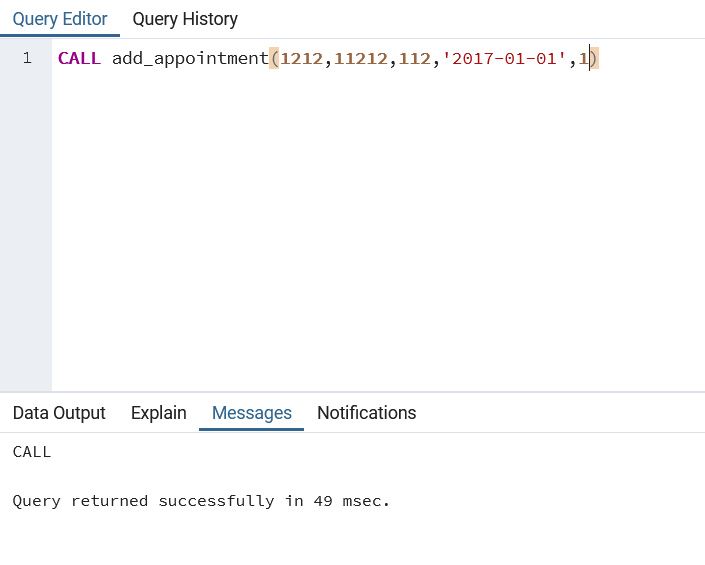 Query Editor Query History
1 CALL add_appointment(1212,11212,112,'2017-01-01',1)
Data Output Explain Messages Notifications
CALL
Query returned successfully in 49 msec.